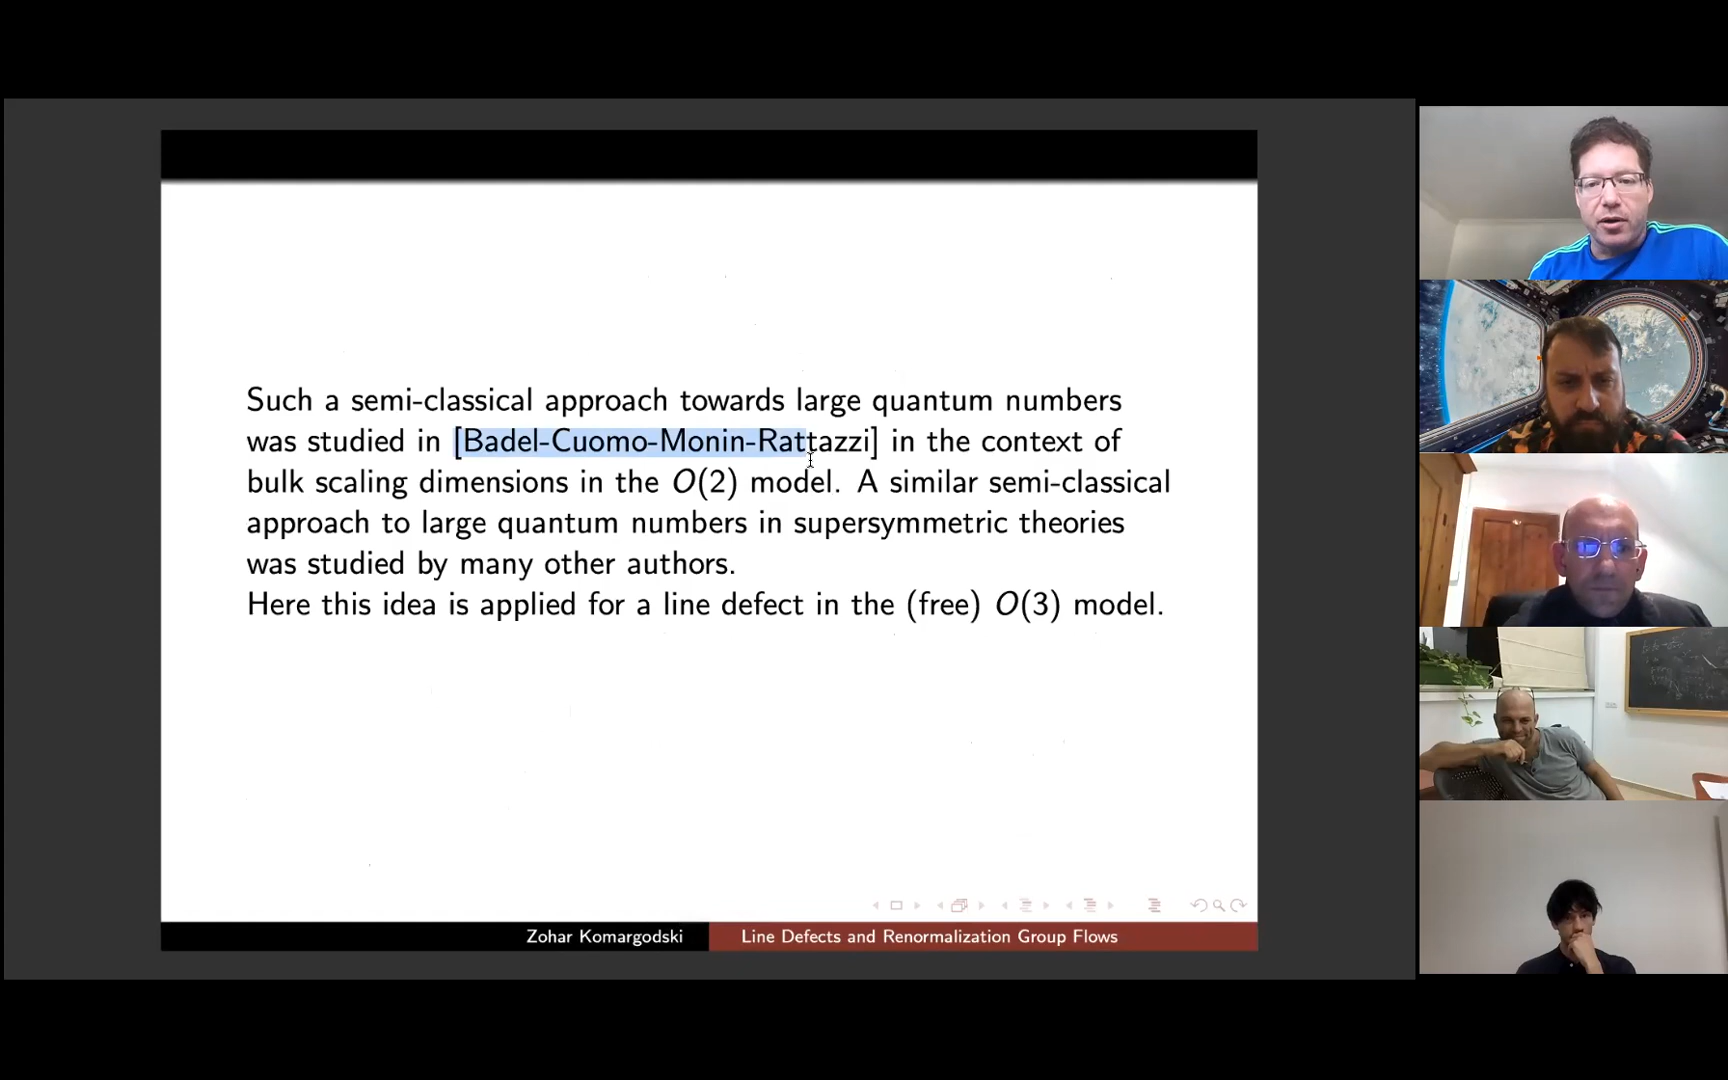 Such a semi-classical approach towards large quantum numbers
was studied in [Badel-Cuomo-Monin-Rattazzi] in the context of
bulk scaling dimensions in the O(2) model. A similar semi-classical
approach to large quantum numbers in supersymmetric theories
was studied by many other authors.
Here this idea is applied for a line defect in the (free) O(3) model.
Zohar Komargodski
Line Defects and Renormalization Group Flows